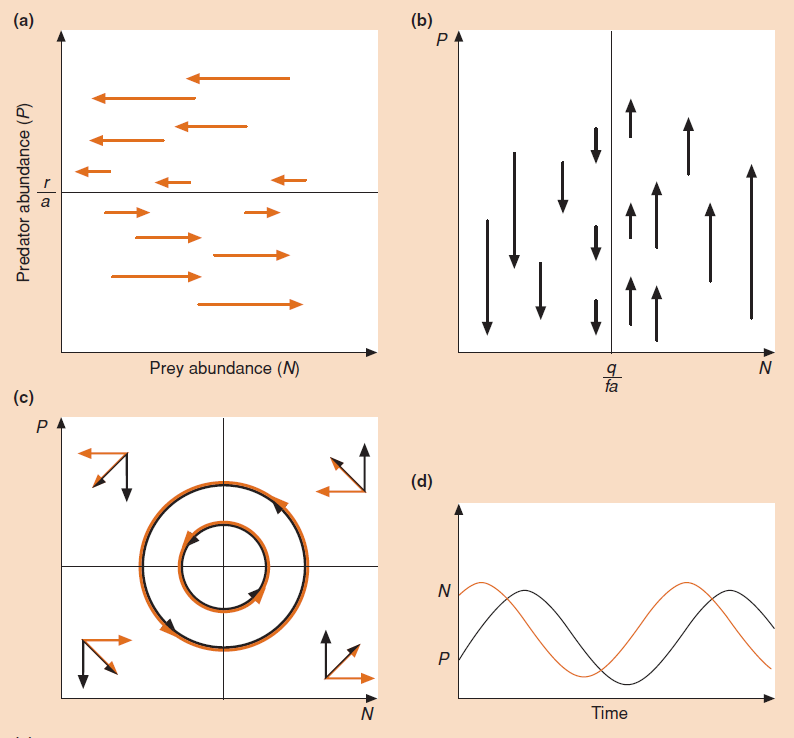 (a)
Predator abundance (P)
r
a
Prey abundance (N)
(b)
P
q
fa
N
(c)
P
N
(d)
N
P
Time